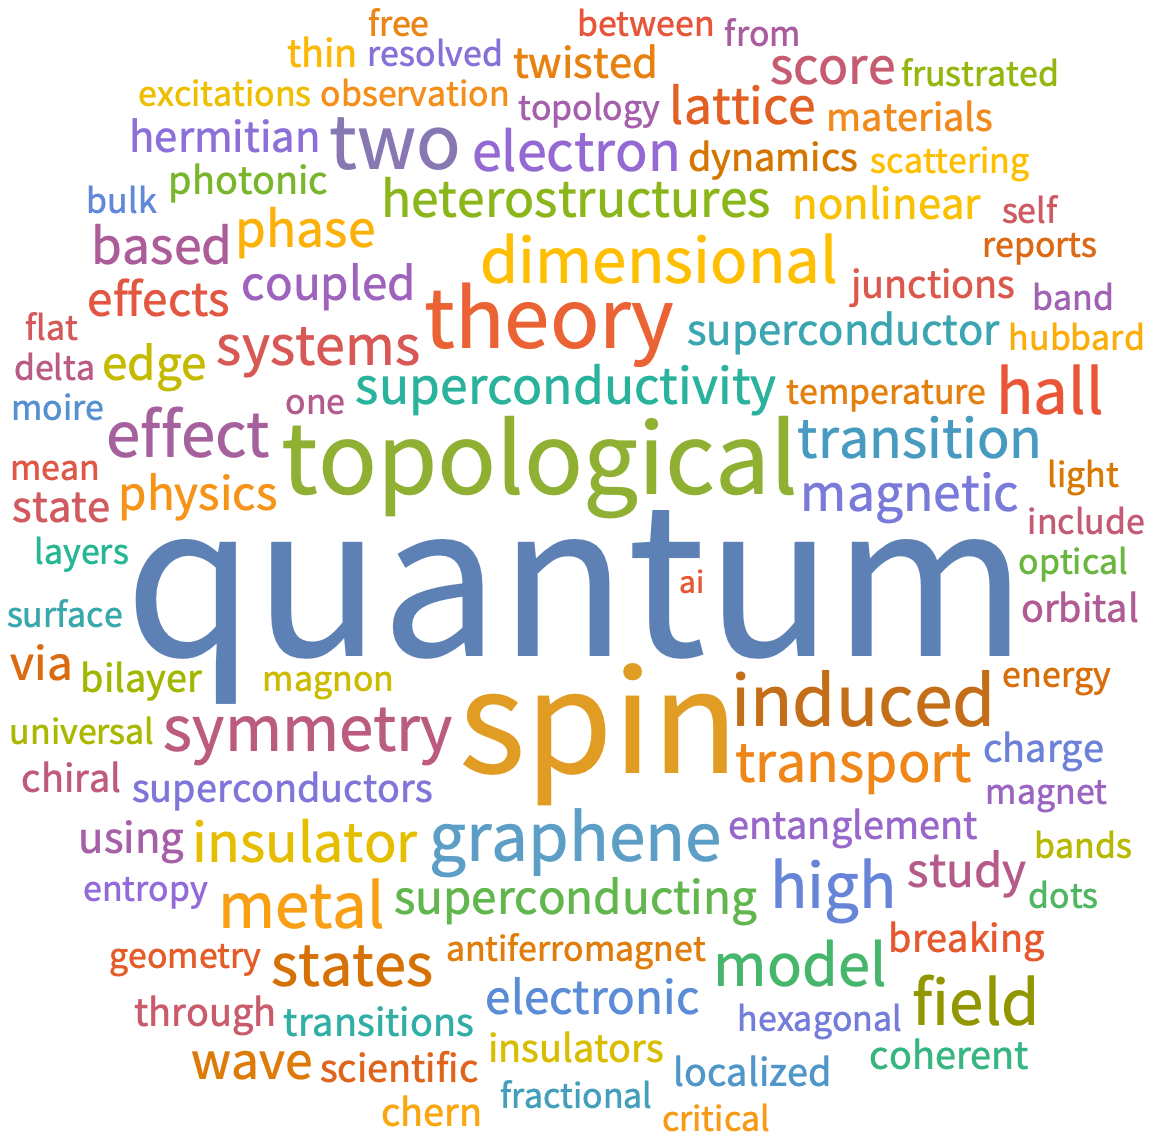 free between from
thin resolved twisted score frustrated
excitations observation topology lattice materials
hermitian two electron dynamics scattering
photonic heterostructures nonlinear self
bulk phase dimensional reports
based coupled junctions band
effects theory superconductor hubbard
flat systems
delta edge superconductivity temperature hall
moire one
effect topological transition
mean physics magnetic light
state include
layers quantum ai optical
surface orbital
via bilayer magnon spin induced energy
universal symmetry transport charge
chiral superconductors magnet
using insulator graphene entanglement bands
entropy metal superconducting high study dots
geometry states antiferromagnet model breaking
through transitions electronic hexagonal field
wave scientific insulators localized coherent
chern fractional critical